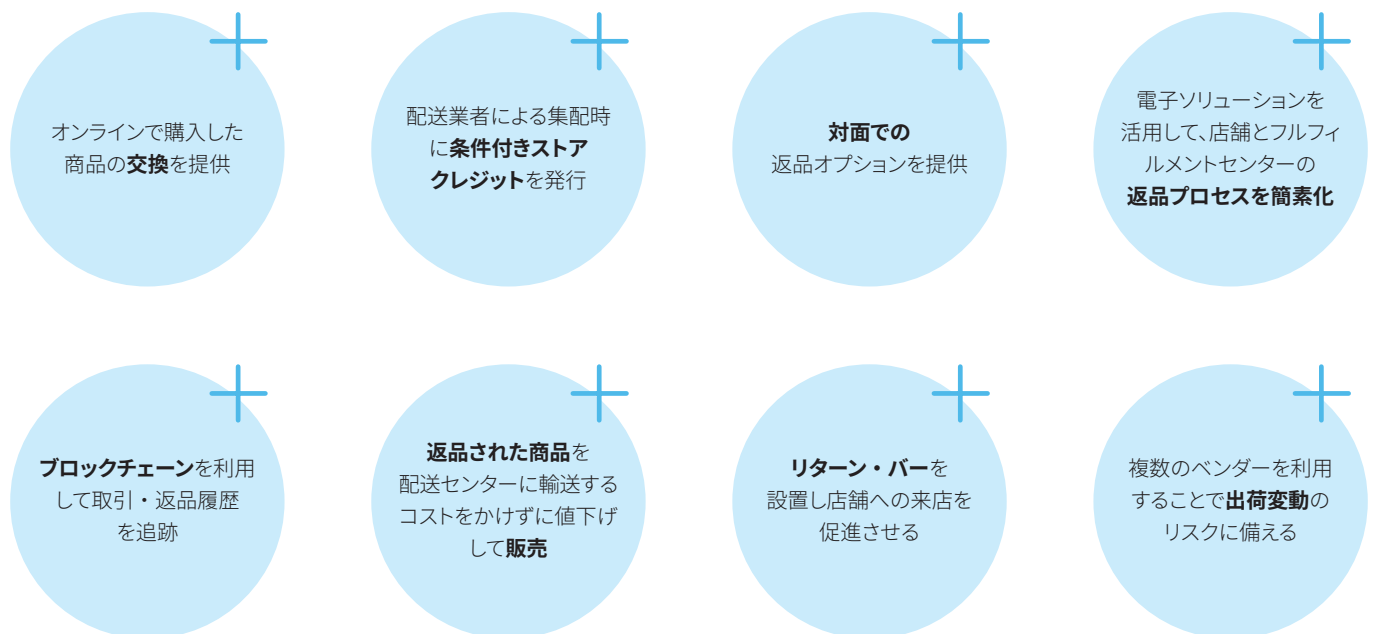 オンラインで購入した
商品の交換を提供
配送業者による集配時
に条件付きストア
クレジットを発行
対面での
返品オプションを提供
電子ソリューションを
活用して、店舗とフルフィ
ルメントセンターの
返品プロセスを簡素化
ブロックチェーンを利用
して取引・返品履歴
を追跡
返品された商品を
配送センターに輸送する
コストをかけずに値下げ
して販売
リターン・バーを
設置し店舗への来店を
促進させる
複数のベンダーを利用
することで出荷変動の
リスクに備える